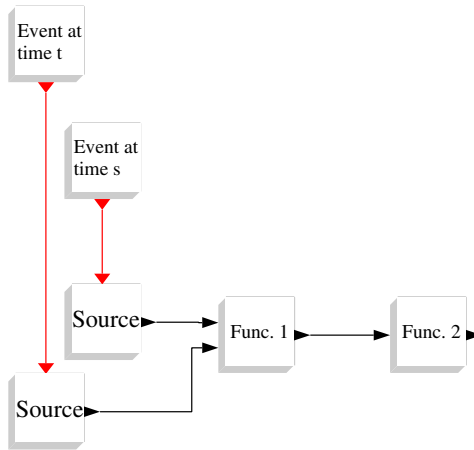 Event at
time t
Event at
time s
Source
Func. 1
Func. 2
Source